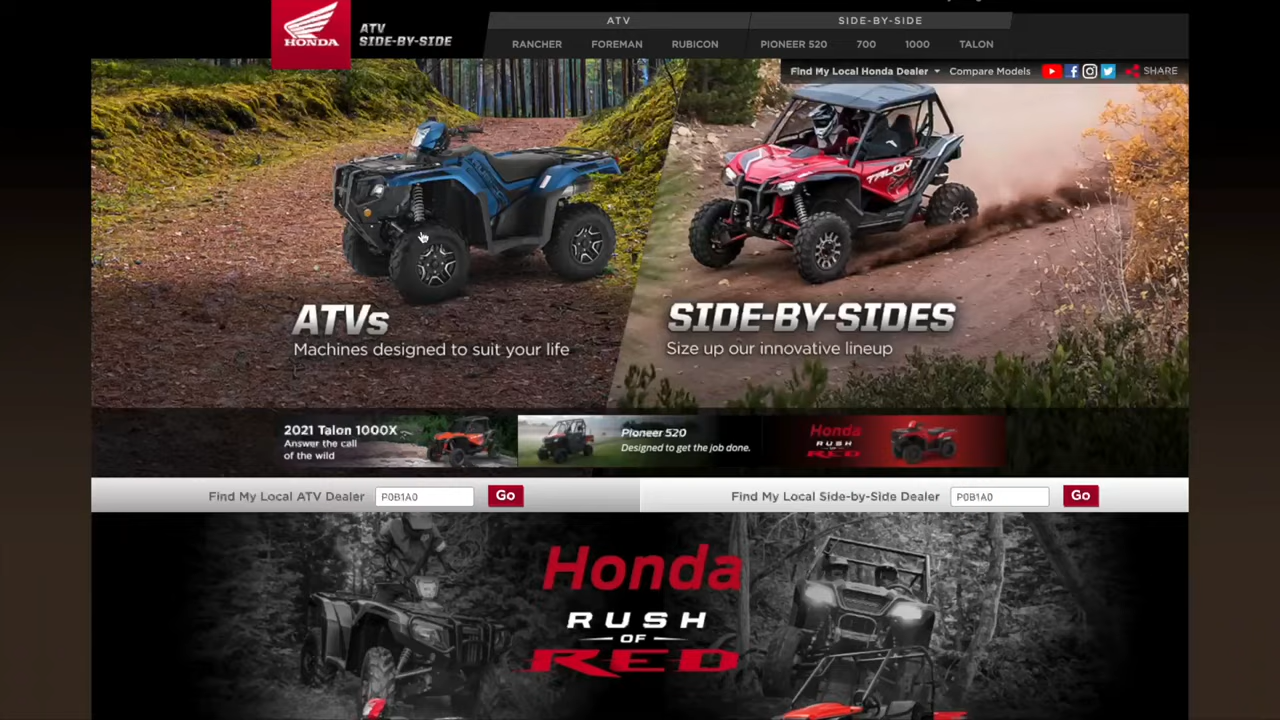 HONDA
ATV
SIDE-BY-SIDE
ATV
SIDE-BY-SIDE
RANCHER FOREMAN RUBICON PIONEER 520 700 1000 TALON
Find My Local Honda Dealer Compare Models SHARE
TALON
ATVs
Machines designed to suit your life
SIDE-BY-SIDES
Size up our innovative lineup
2021 Talon 1000X
Answer the call
of the wild
Pioneer 520
Designed to get the job done.
Honda
RUSH
OF
RED
Find My Local ATV Dealer P0B1A0 Go
Find My Local Side-by-Side Dealer P0B1A0 Go
Honda
RUSH
OF
RED